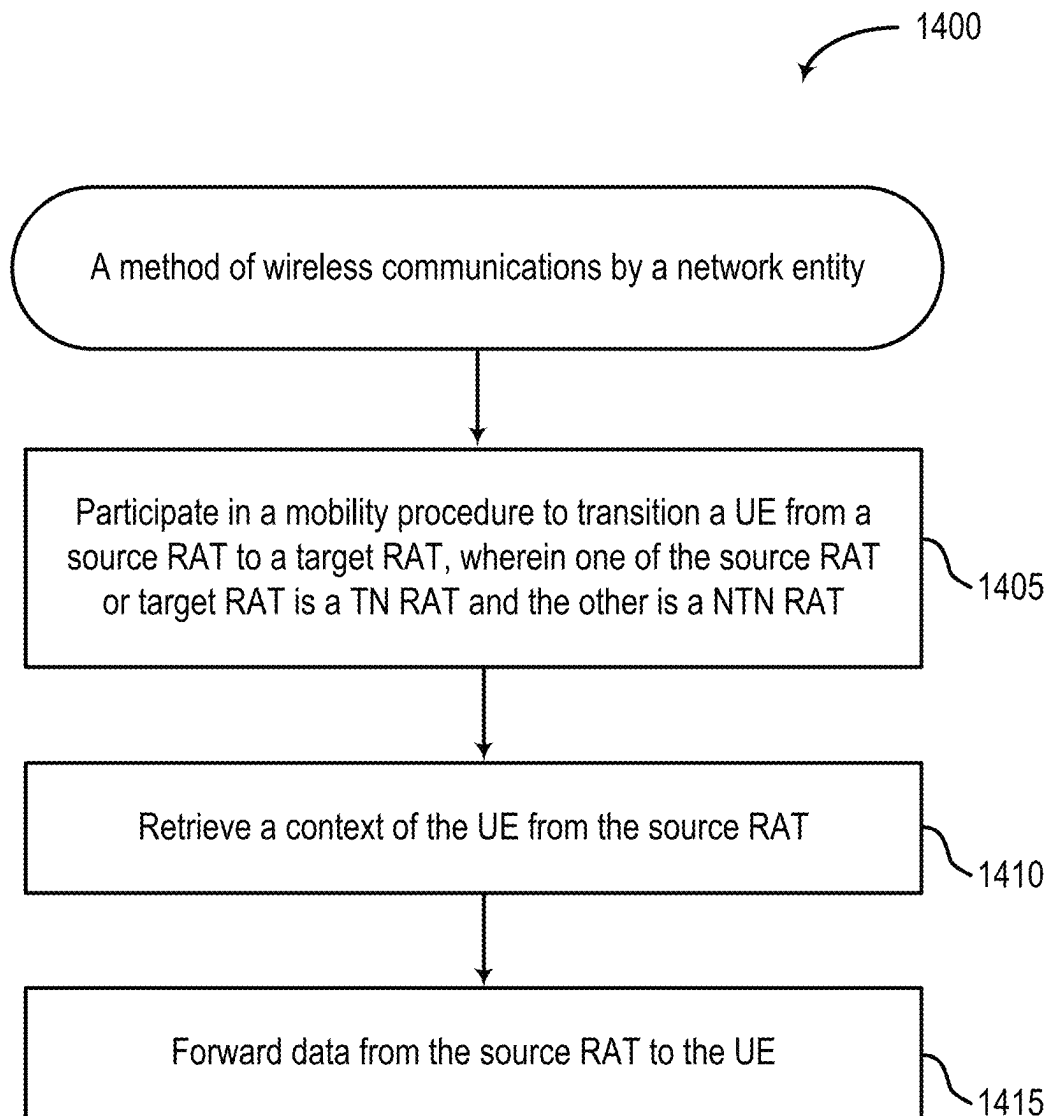 1400
A method of wireless communications by a network entity
Participate in a mobility procedure to transition a UE from a
source RAT to a target RAT, wherein one of the source RAT
or target RAT is a TN RAT and the other is a NTN RAT
1405
Retrieve a context of the UE from the source RAT
1410
Forward data from the source RAT to the UE
1415